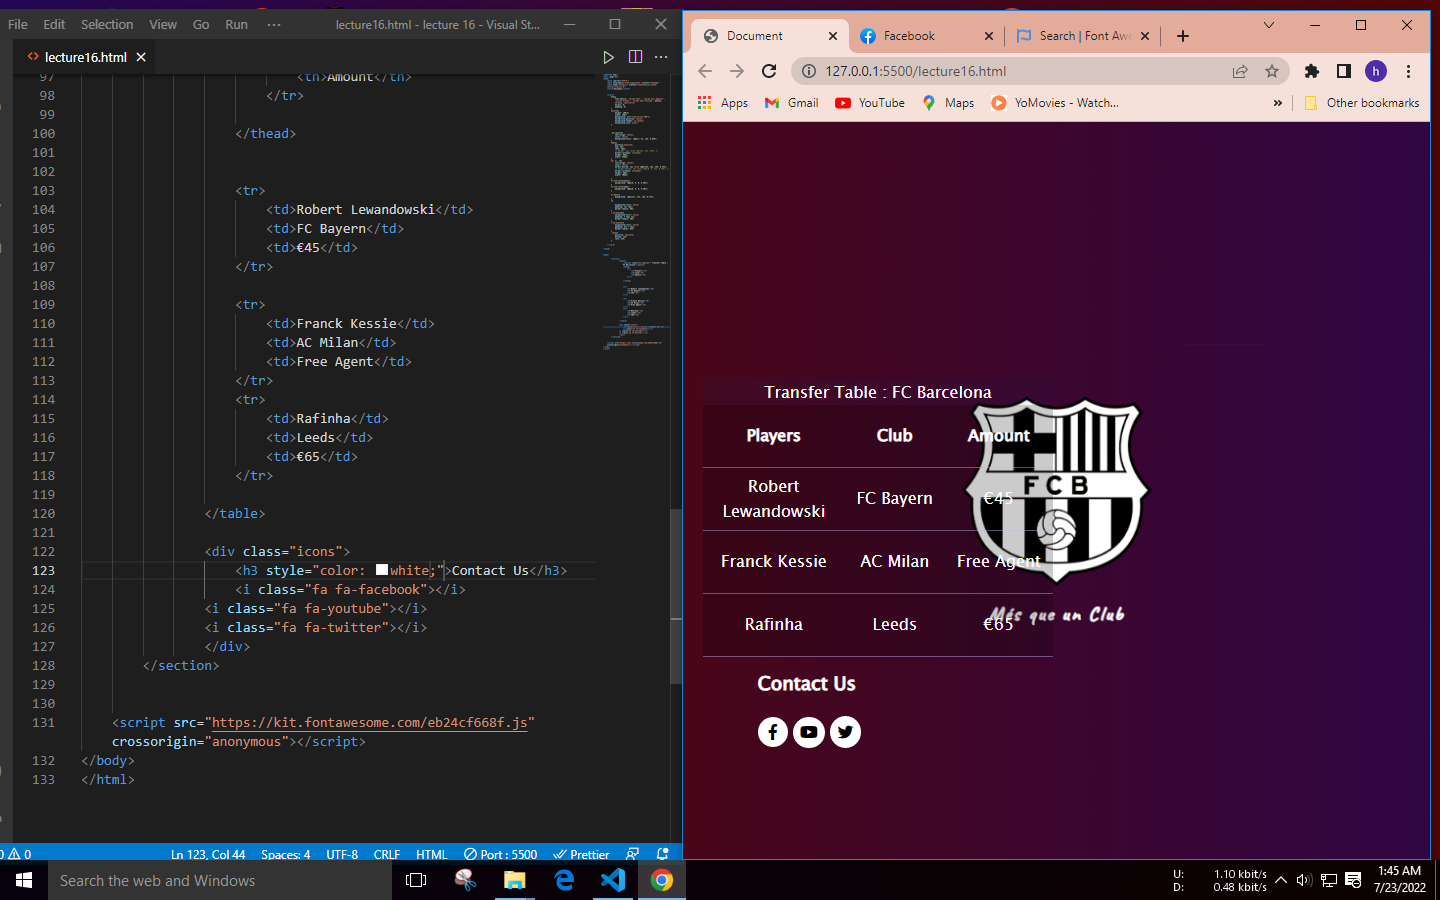 File Edit Selection View Go Run ··· lecture16.html - lecture 16 - Visual St...
lecture16.html
97 <th>Amount</th>
98 </tr>
99
100 </thead>
101
102
103 <tr>
104 <td>Robert Lewandowski</td>
105 <td>FC Bayern</td>
106 <td>€45</td>
107 </tr>
108
109 <tr>
110 <td>Franck Kessie</td>
111 <td>AC Milan</td>
112 <td>Free Agent</td>
113 </tr>
114 <tr>
115 <td>Rafinha</td>
116 <td>Leeds</td>
117 <td>€65</td>
118 </tr>
119
120 </table>
121
122 <div class="icons">
123 <h3 style="color: white;">Contact Us</h3>
124 <i class="fa fa-facebook"></i>
125 <i class="fa fa-youtube"></i>
126 <i class="fa fa-twitter"></i>
127 </div>
128 </section>
129
130
131 <script src="https://kit.fontawesome.com/eb24cf668f.js"
crossorigin="anonymous"></script>
132 </body>
133 </html>
0 0 Ln 123, Col 44 Spaces: 4 UTF-8 CRLF HTML Port : 5500 Prettier
Document Facebook Search | Font Awe
127.0.0.1:5500/lecture16.html h
Apps Gmail YouTube Maps YoMovies - Watch... » Other bookmarks
Transfer Table : FC Barcelona
Players Club Amount
FCB
Robert Lewandowski FC Bayern €45
Franck Kessie AC Milan Free Agent
Rafinha Leeds €65
Més que un Club
Contact Us
Search the web and Windows
U: 1.10 kbit/s
D: 0.48 kbit/s
1:45 AM
7/23/2022